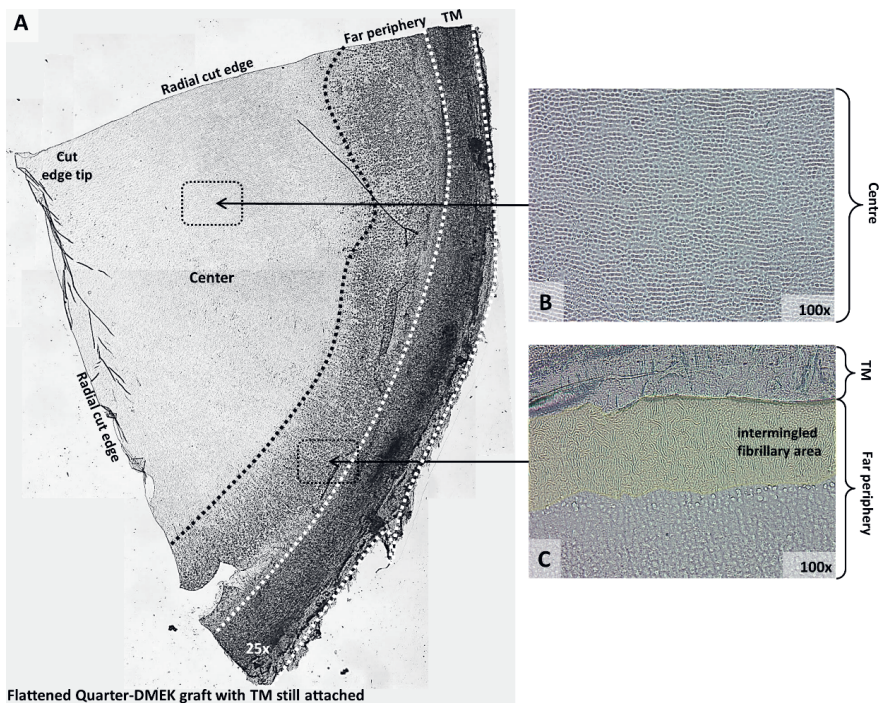 A
Radial cut edge
Far periphery
TM
Cut
edge tip
Center
Radial cut edge
25x
Flattened Quarter-DMEK graft with TM still attached
B
100x
Centre
TM
intermingled
fibrillary area
Far periphery
C
100x